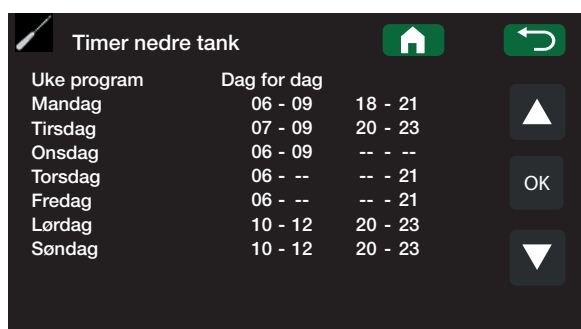 Timer nedre tank
Uke program Dag for dag
Mandag 06 - 09 18 - 21
Tirsdag 07 - 09 20 - 23
Onsdag 06 - 09 -- - --
Torsdag 06 - -- -- - 21
Fredag 06 - -- -- - 21
Lørdag 10 - 12 20 - 23
Søndag 10 - 12 20 - 23
OK